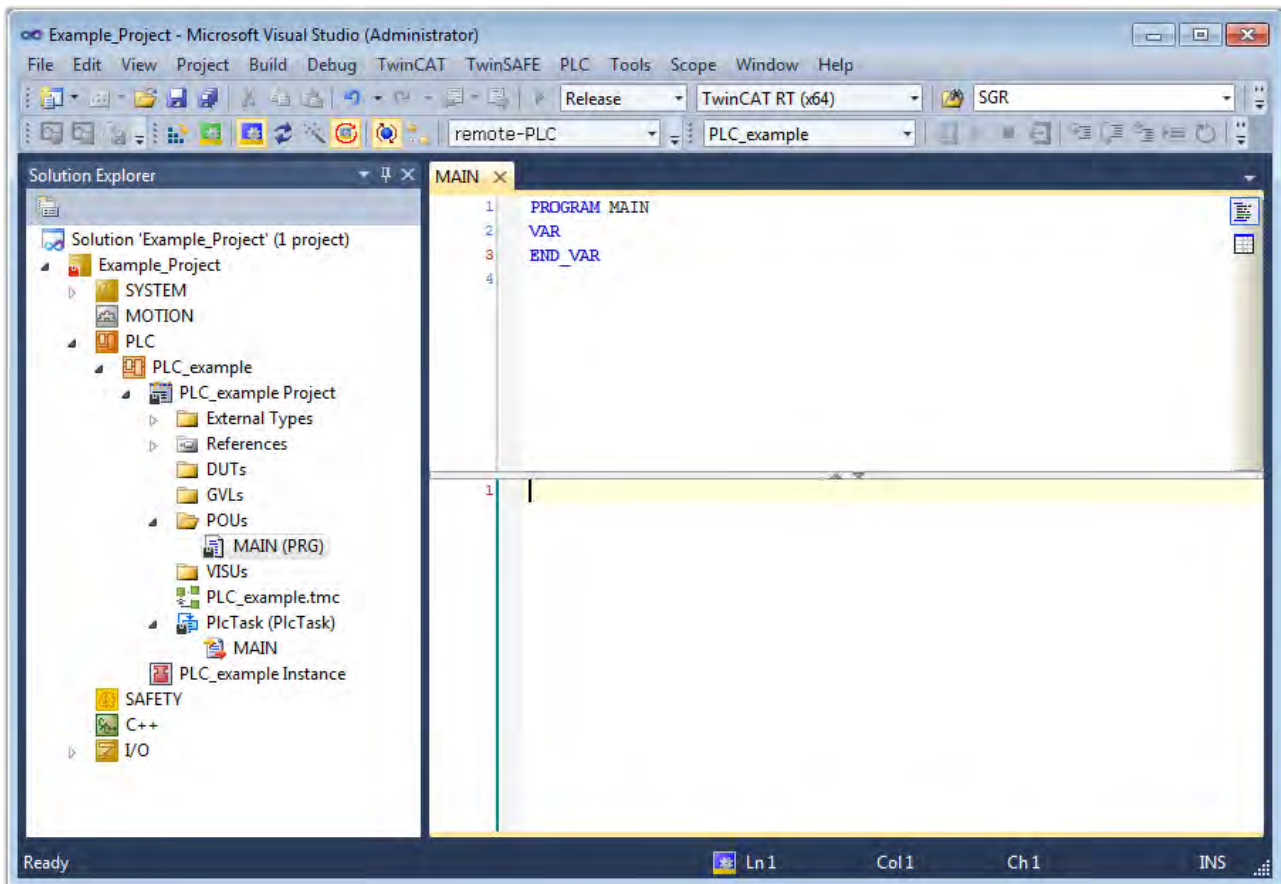 Example_Project - Microsoft Visual Studio (Administrator)
File Edit View Project Build Debug TwinCAT TwinSAFE PLC Tools Scope Window Help
Release TwinCAT RT (x64) SGR
remote-PLC PLC_example
Solution Explorer
MAIN
Solution 'Example_Project' (1 project)
Example_Project
SYSTEM
MOTION
PLC
PLC_example
PLC_example Project
External Types
References
DUTs
GVLs
POUs
MAIN (PRG)
VISUs
PLC_example.tmc
PlcTask (PlcTask)
MAIN
PLC_example Instance
SAFETY
C++
I/O
1 PROGRAM MAIN
2 VAR
3 END_VAR
4
1
Ready Ln 1 Col 1 Ch 1 INS